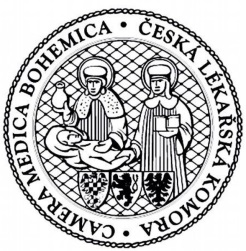 CAMERA MEDICA BOHEMICA • ČESKÁ LÉKAŘSKÁ KOMORA •